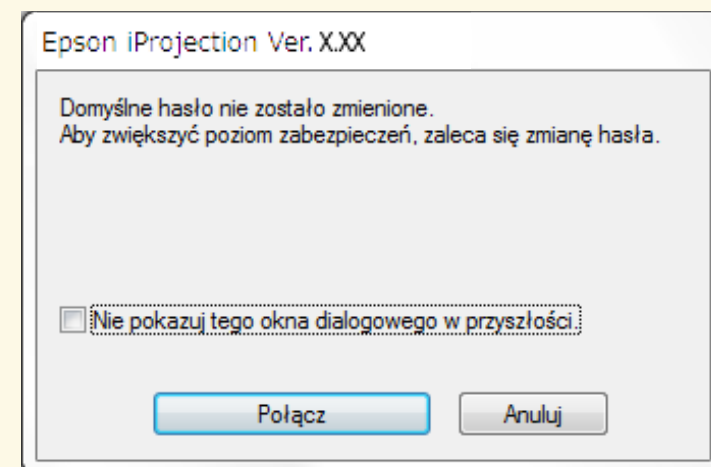 Epson iProjection Ver. X.XX
Domyślne hasło nie zostało zmienione.
Aby zwiększyć poziom zabezpieczeń, zaleca się zmianę hasła.
Nie pokazuj tego okna dialogowego w przyszłości.
Połącz
Anuluj